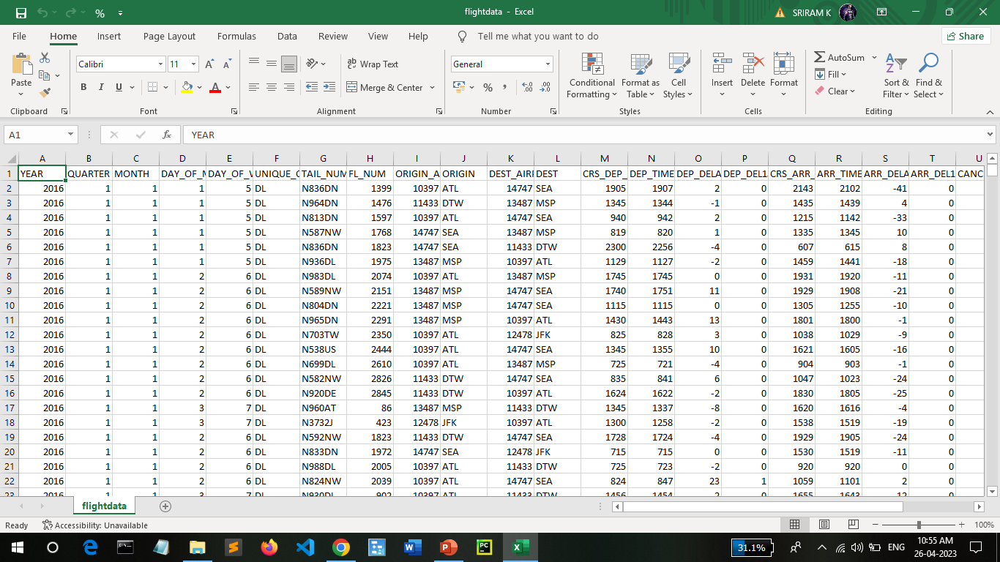 flightdata - Excel
SRIRAM K
File Home Insert Page Layout Formulas Data Review View Help Tell me what you want to do Share
Paste
Clipboard
Calibri 11
B I U A
Font
Wrap Text
Merge & Center
Alignment
General
% ,
Number
Conditional Formatting
Format as Table
Cell Styles
Styles
Insert Delete Format
Cells
AutoSum
Fill
Clear
Sort & Filter
Find & Select
Editing
A1 fx YEAR
A B C D E F G H I J K L M N O P Q R S T U
1 YEAR QUARTER MONTH DAY_OF_M DAY_OF_W UNIQUE_C TAIL_NUM FL_NUM ORIGIN_A ORIGIN DEST_AIR DEST CRS_DEP_ DEP_TIME DEP_DELA DEP_DEL1 CRS_ARR_ ARR_TIME ARR_DELA ARR_DEL1 CANC
2 2016 1 1 1 5 DL N836DN 1399 10397 ATL 14747 SEA 1905 1907 2 0 2143 2102 -41 0
3 2016 1 1 1 5 DL N964DN 1476 11433 DTW 13487 MSP 1345 1344 -1 0 1435 1439 4 0
4 2016 1 1 1 5 DL N813DN 1597 10397 ATL 14747 SEA 940 942 2 0 1215 1142 -33 0
5 2016 1 1 1 5 DL N587NW 1768 14747 SEA 13487 MSP 819 820 1 0 1335 1345 10 0
6 2016 1 1 1 5 DL N836DN 1823 14747 SEA 11433 DTW 2300 2256 -4 0 607 615 8 0
7 2016 1 1 1 5 DL N936DL 1975 13487 MSP 10397 ATL 1129 1127 -2 0 1459 1441 -18 0
8 2016 1 1 2 6 DL N983DL 2074 10397 ATL 13487 MSP 1745 1745 0 0 1931 1920 -11 0
9 2016 1 1 2 6 DL N589NW 2151 13487 MSP 14747 SEA 1740 1751 11 0 1929 1908 -21 0
10 2016 1 1 2 6 DL N804DN 2221 13487 MSP 14747 SEA 1115 1115 0 0 1305 1255 -10 0
11 2016 1 1 2 6 DL N965DN 2291 13487 MSP 10397 ATL 1430 1443 13 0 1801 1800 -1 0
12 2016 1 1 2 6 DL N703TW 2350 10397 ATL 12478 JFK 825 828 3 0 1038 1029 -9 0
13 2016 1 1 2 6 DL N538US 2444 10397 ATL 14747 SEA 1345 1355 10 0 1621 1605 -16 0
14 2016 1 1 2 6 DL N699DL 2610 10397 ATL 13487 MSP 725 721 -4 0 904 903 -1 0
15 2016 1 1 2 6 DL N582NW 2826 11433 DTW 14747 SEA 835 841 6 0 1047 1023 -24 0
16 2016 1 1 2 6 DL N920DE 2845 11433 DTW 10397 ATL 1624 1622 -2 0 1830 1805 -25 0
17 2016 1 1 3 7 DL N960AT 86 13487 MSP 11433 DTW 1345 1337 -8 0 1620 1616 -4 0
18 2016 1 1 3 7 DL N3732J 423 12478 JFK 10397 ATL 1300 1258 -2 0 1538 1519 -19 0
19 2016 1 1 2 6 DL N592NW 1823 11433 DTW 14747 SEA 1728 1724 -4 0 1929 1905 -24 0
20 2016 1 1 2 6 DL N833DN 1972 14747 SEA 12478 JFK 715 715 0 0 1530 1519 -11 0
21 2016 1 1 2 6 DL N988DL 2005 10397 ATL 11433 DTW 725 723 -2 0 920 920 0 0
22 2016 1 1 2 6 DL N824NW 2039 10397 ATL 14747 SEA 824 847 23 1 1059 1101 2 0
flightdata
Ready Accessibility: Unavailable 100%
31.1% ENG 10:55 AM
26-04-2023